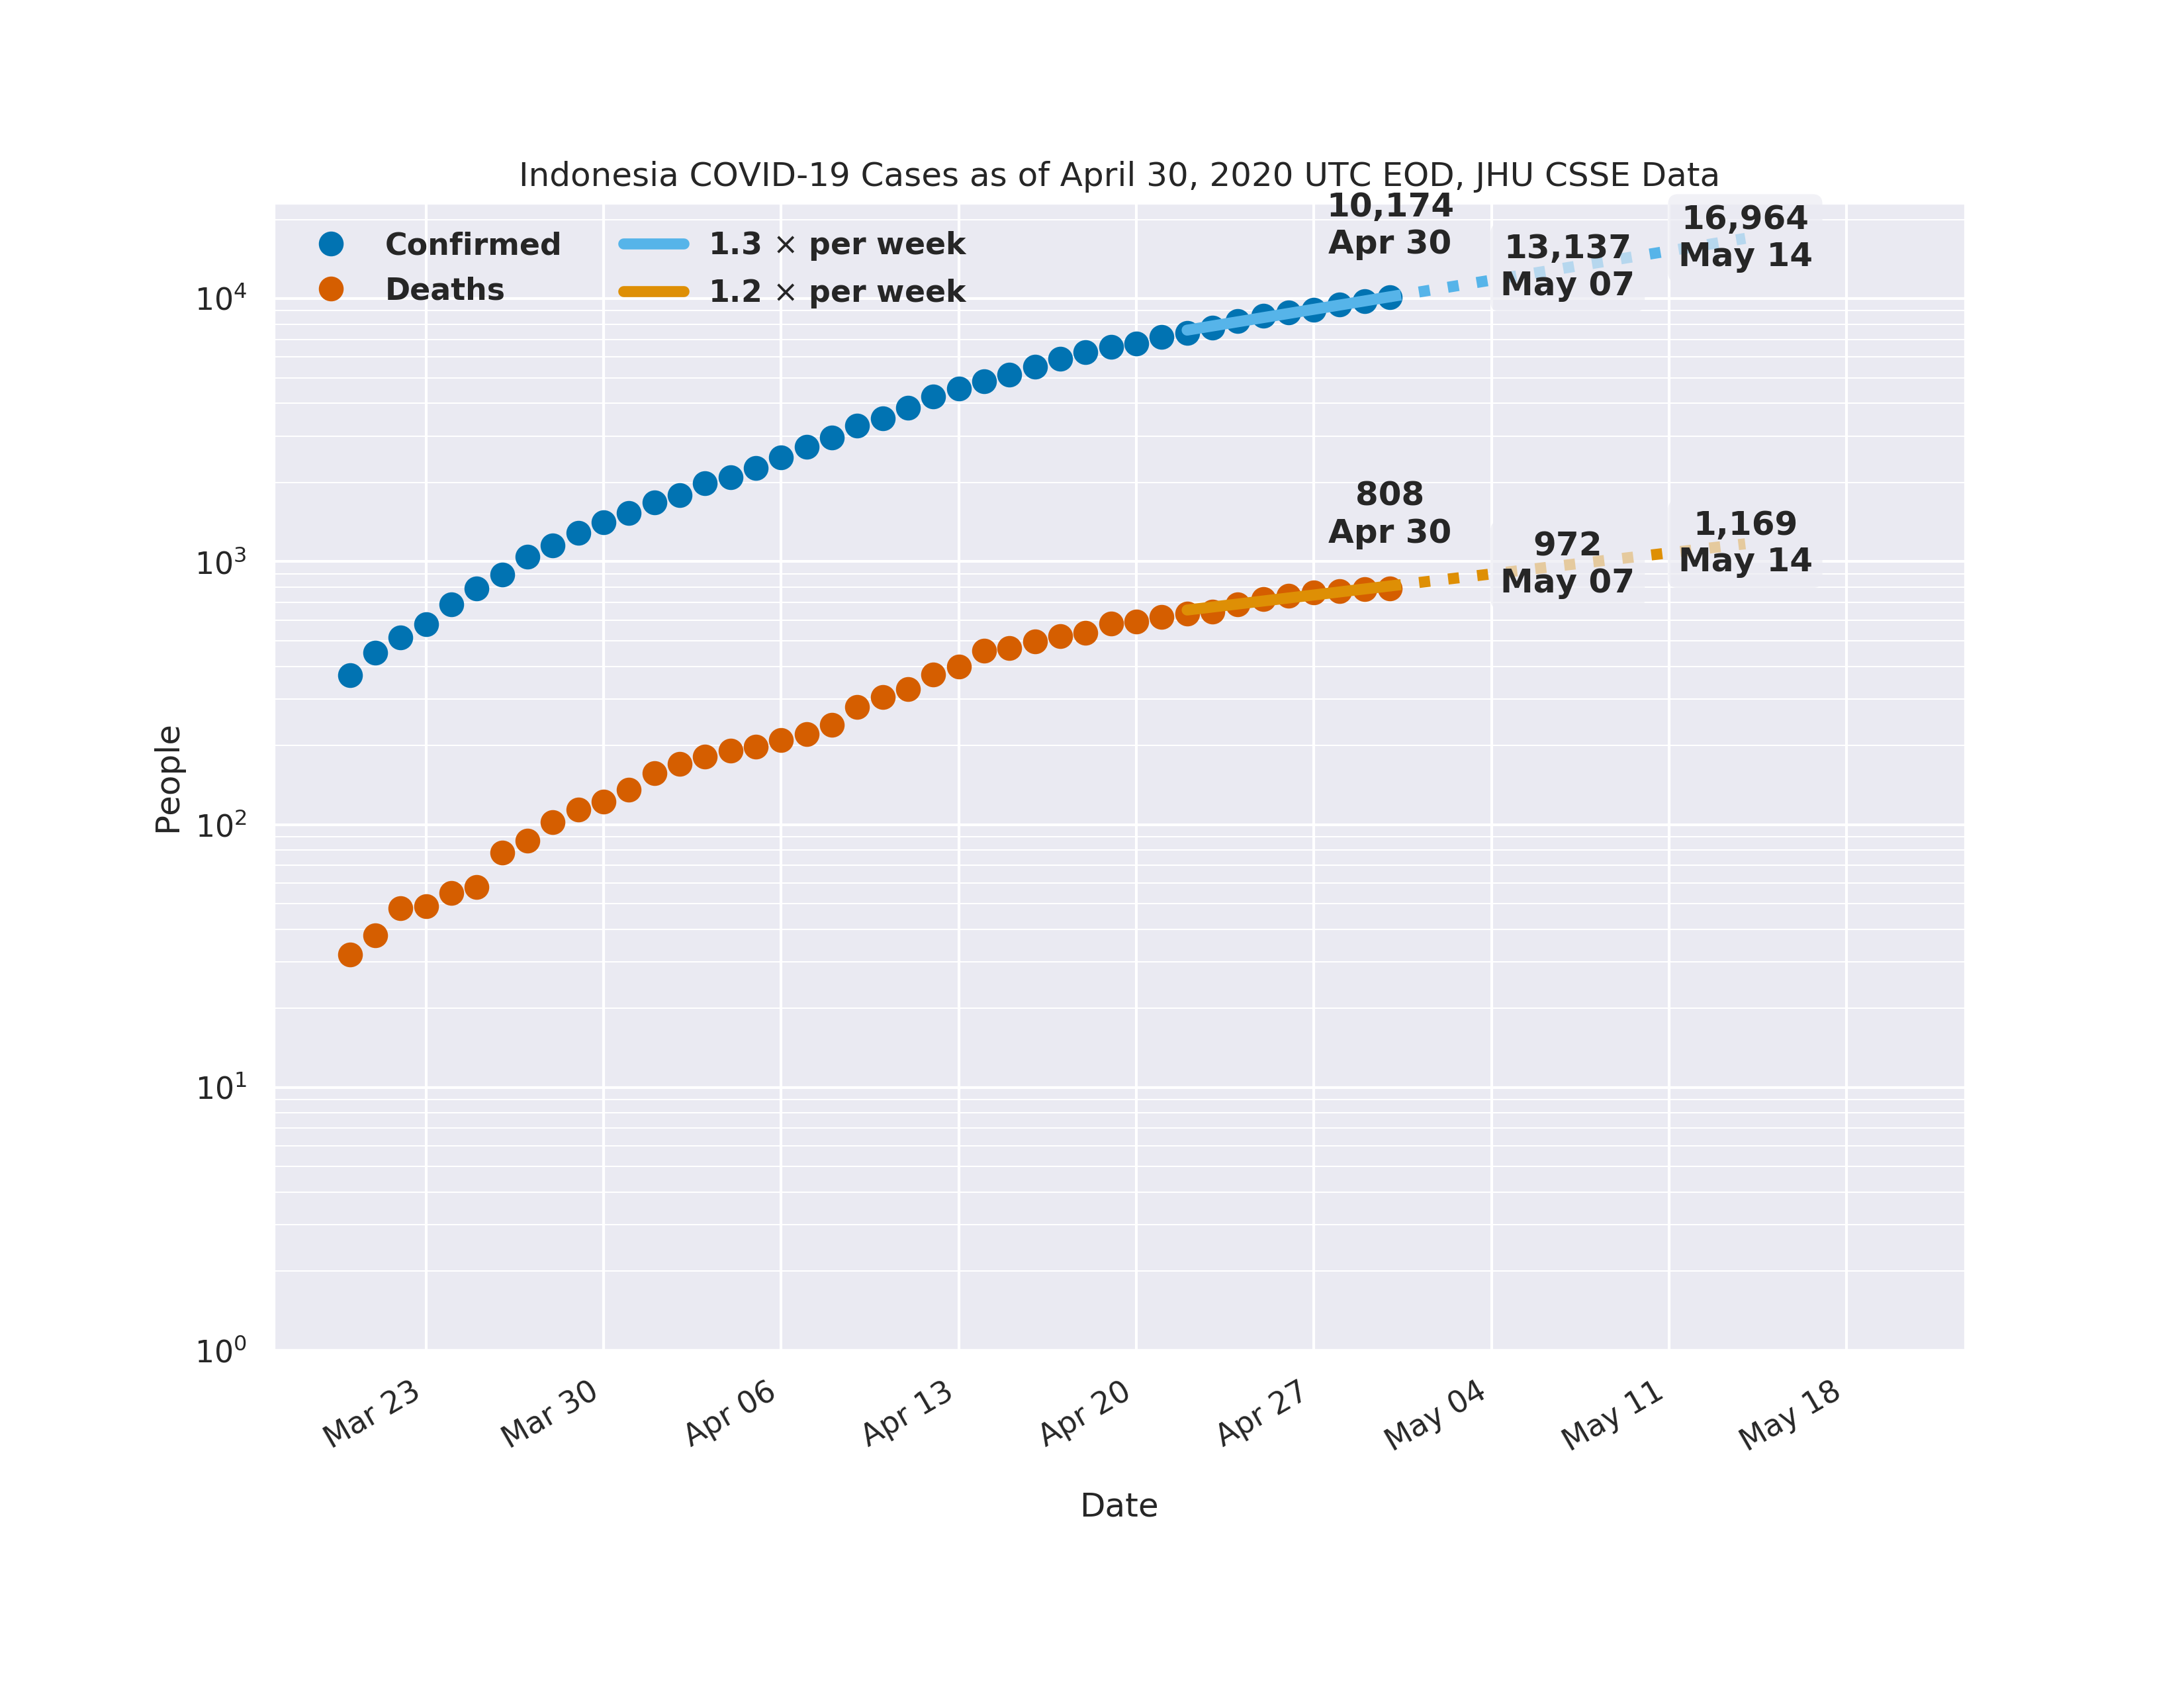 Indonesia COVID-19 Cases as of April 30, 2020 UTC EOD, JHU CSSE Data
Confirmed
Deaths
1.3 × per week
1.2 × per week
10,174
Apr 30
13,137
May 07
16,964
May 14
808
Apr 30
972
May 07
1,169
May 14
People
10⁴
10³
10²
10¹
10⁰
Mar 23
Mar 30
Apr 06
Apr 13
Apr 20
Apr 27
May 04
May 11
May 18
Date